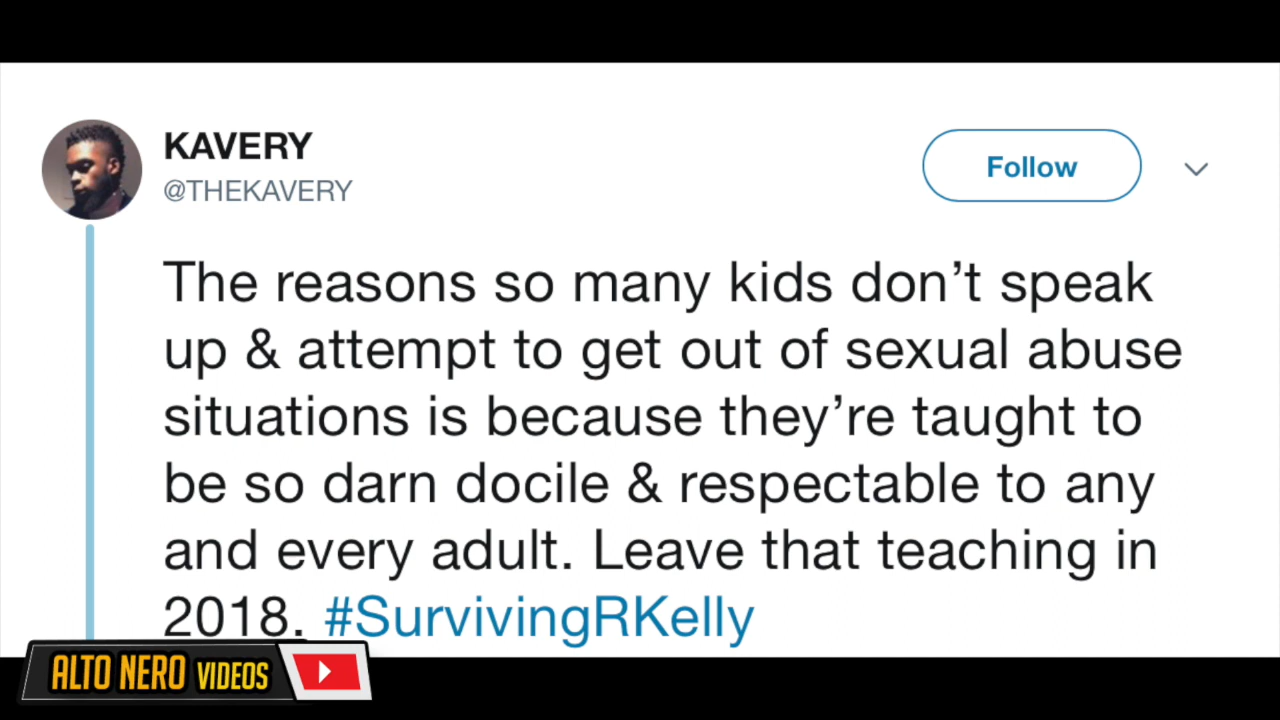 KAVERY
@THEKAVERY
Follow
The reasons so many kids don’t speak
up & attempt to get out of sexual abuse
situations is because they’re taught to
be so darn docile & respectable to any
and every adult. Leave that teaching in
2018. #SurvivingRKelly
ALTO NERO VIDEOS